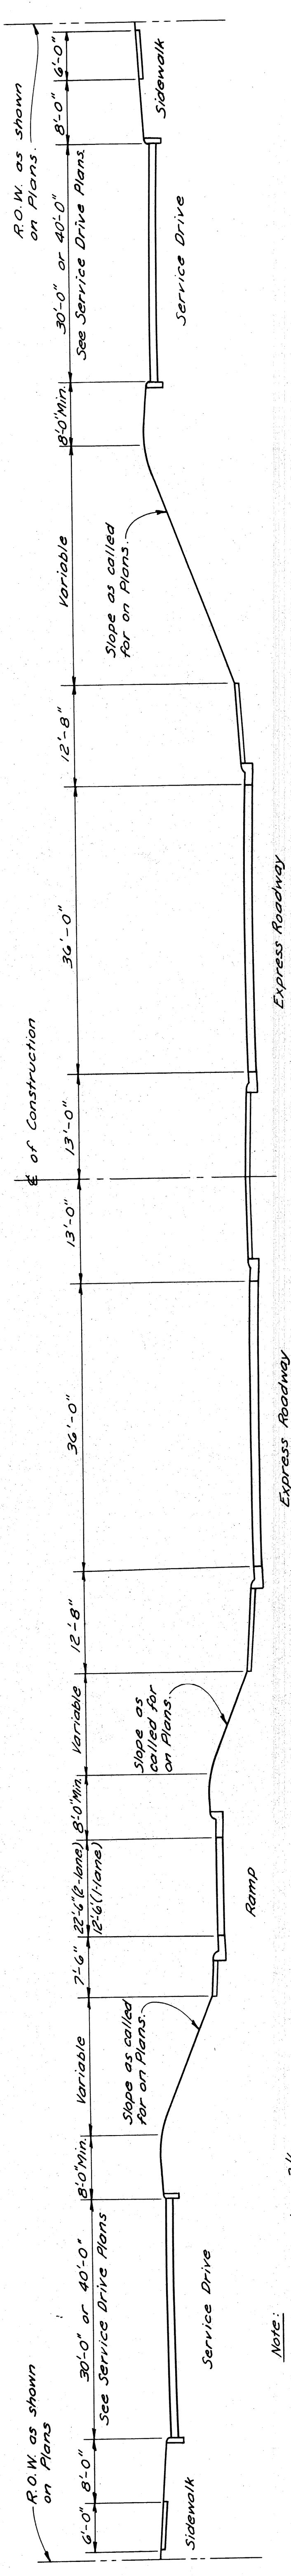 R.O.W. as shown
on Plans
6'-0"
8'-0"
30'-0" or 40'-0"
See Service Drive Plans
8'-0" Min.
Variable
7'-6"
22'-6" (2-lane)
12'-6" (1-lane)
8'-0" Min.
Variable
12'-8"
36'-0"
13'-0"
℄ of Construction
13'-0"
36'-0"
12'-8"
Variable
8'-0" Min.
30'-0" or 40'-0"
See Service Drive Plans.
8'-0"
6'-0"
R.O.W. as shown
on Plans.
Slope as called
for on Plans.
Slope as
called for
on Plans.
Slope as called
for on Plans.
Sidewalk
Service Drive
Ramp
Express Roadway
Express Roadway
Service Drive
Sidewalk
Note: